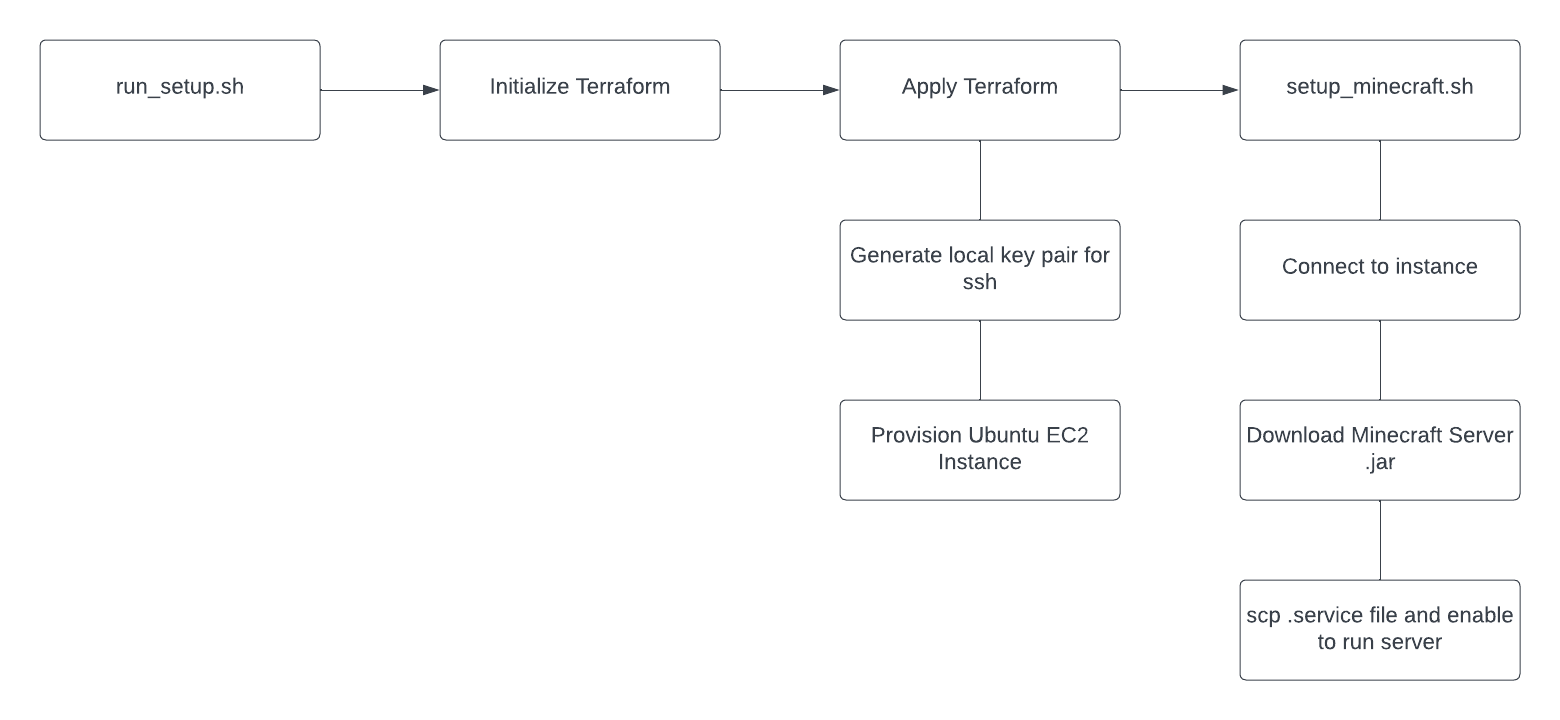 run_setup.sh
Initialize Terraform
Apply Terraform
setup_minecraft.sh
Generate local key pair for
ssh
Connect to instance
Provision Ubuntu EC2
Instance
Download Minecraft Server
.jar
scp .service file and enable
to run server